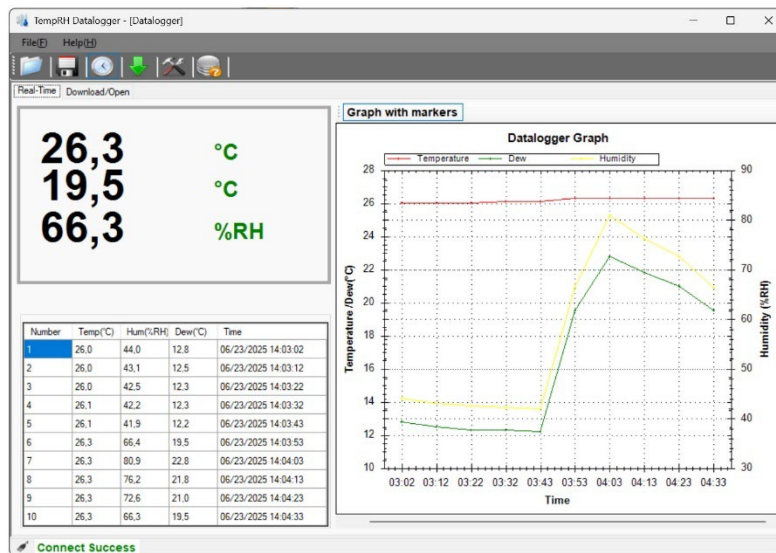 TempRH Datalogger - [Datalogger]
File(F) Help(H)
Real-Time Download/Open
26,3 °C
19,5 °C
66,3 %RH
Number Temp(°C) Hum(%RH) Dew(°C) Time
1 26,0 44,0 12,8 06/23/2025 14:03:02
2 26,0 43,1 12,5 06/23/2025 14:03:12
3 26,0 42,5 12,3 06/23/2025 14:03:22
4 26,1 42,2 12,3 06/23/2025 14:03:32
5 26,1 41,9 12,2 06/23/2025 14:03:43
6 26,3 66,4 19,5 06/23/2025 14:03:53
7 26,3 80,9 22,8 06/23/2025 14:04:03
8 26,3 76,2 21,8 06/23/2025 14:04:13
9 26,3 72,6 21,0 06/23/2025 14:04:23
10 26,3 66,3 19,5 06/23/2025 14:04:33
Graph with markers
Datalogger Graph
Temperature Dew Humidity
Temperature /Dew(°C)
28
26
24
22
20
18
16
14
12
10
90
80
70
60
50
40
30
Humidity (%RH)
03:02 03:12 03:22 03:32 03:43 03:53 04:03 04:13 04:23 04:33
Time
Connect Success